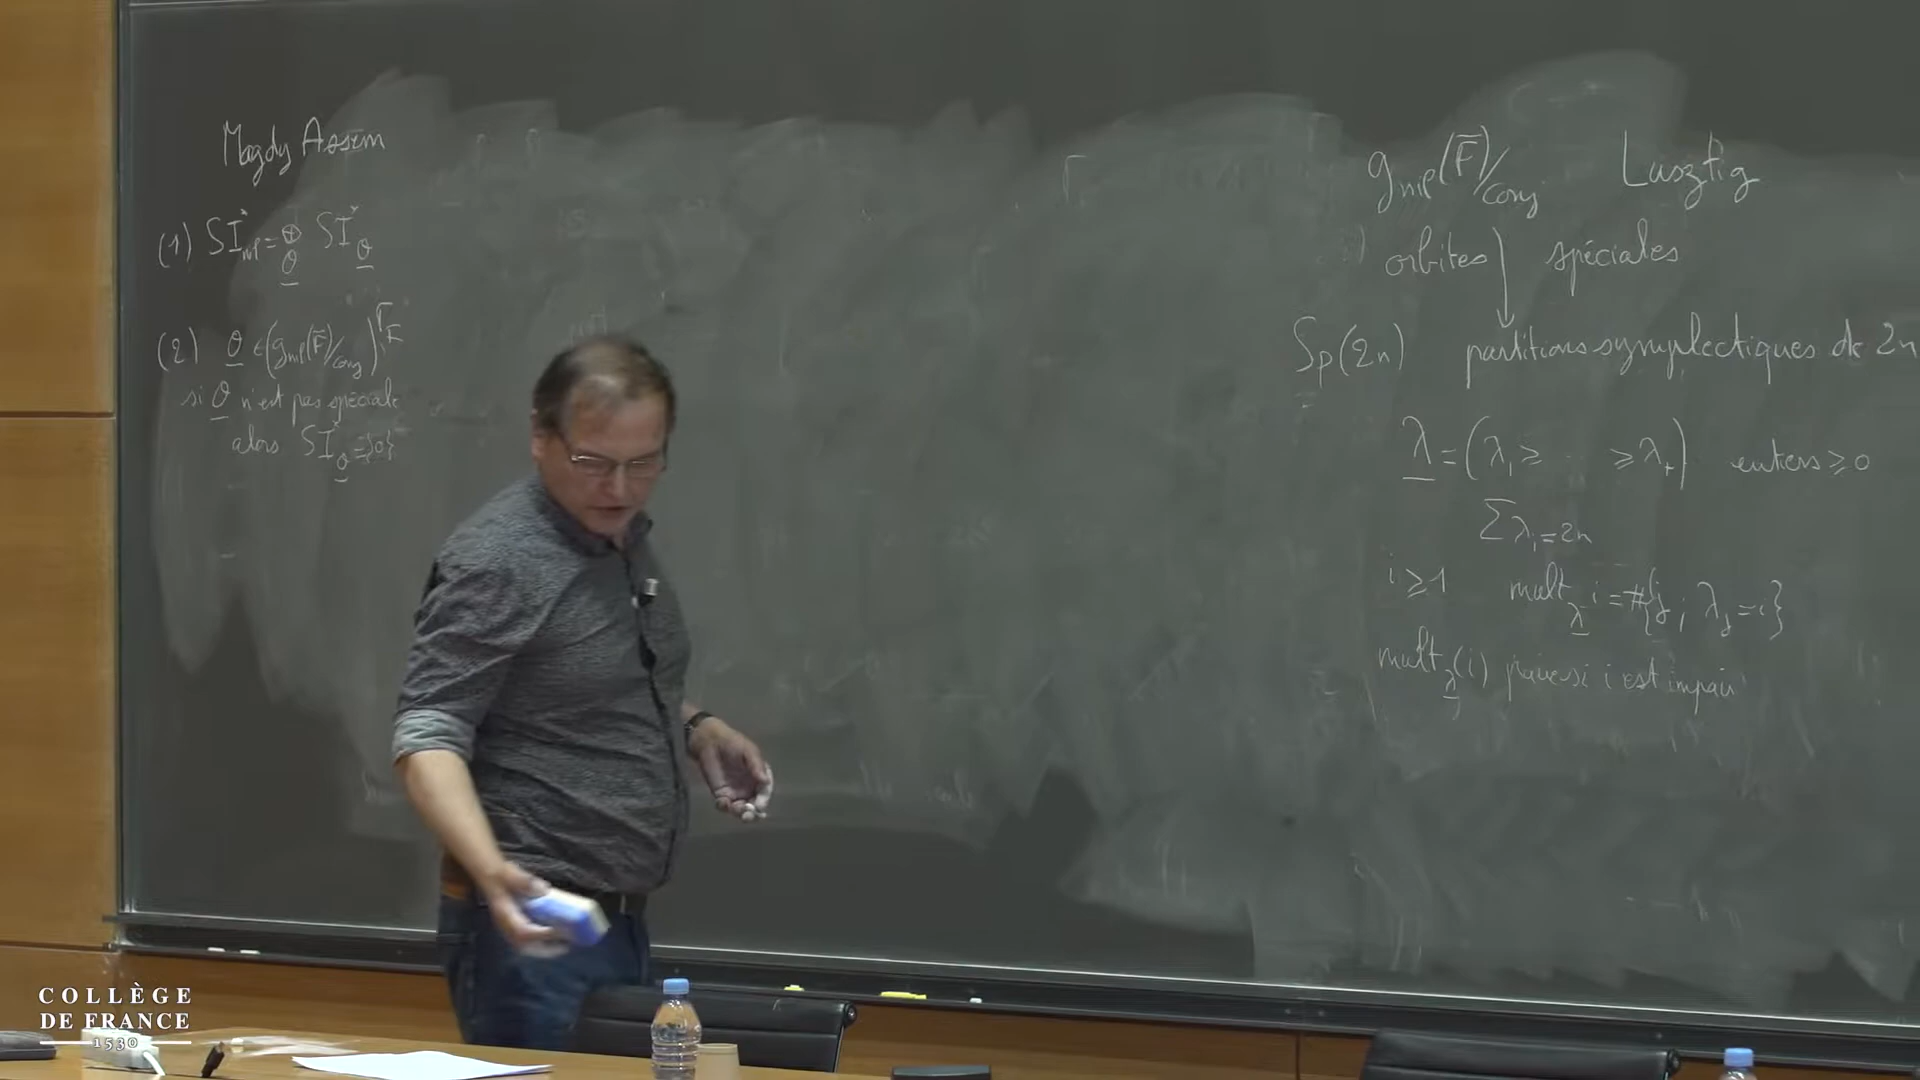 Magdy Assem
(1) SI*nil = ⊕O SI*O
(2) O ∈ (gnil(F̄)/conj)^ΓF
si O n'est pas spéciale
alors SI*O = {0}
gnil(F̄)/conj Lusztig
orbites spéciales
Sp(2n) partitions symplectiques de 2n
λ = (λ1 ≥ ≥ λr) entiers ≥ 0
Σ λi = 2n
i ≥ 1 multλ i = #{j ; λj = i}
multλ(i) paire si i est impair
COLLÈGE
DE FRANCE
1530